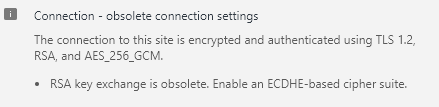 Connection - obsolete connection settings
The connection to this site is encrypted and authenticated using TLS 1.2,
RSA, and AES_256_GCM.
• RSA key exchange is obsolete. Enable an ECDHE-based cipher suite.